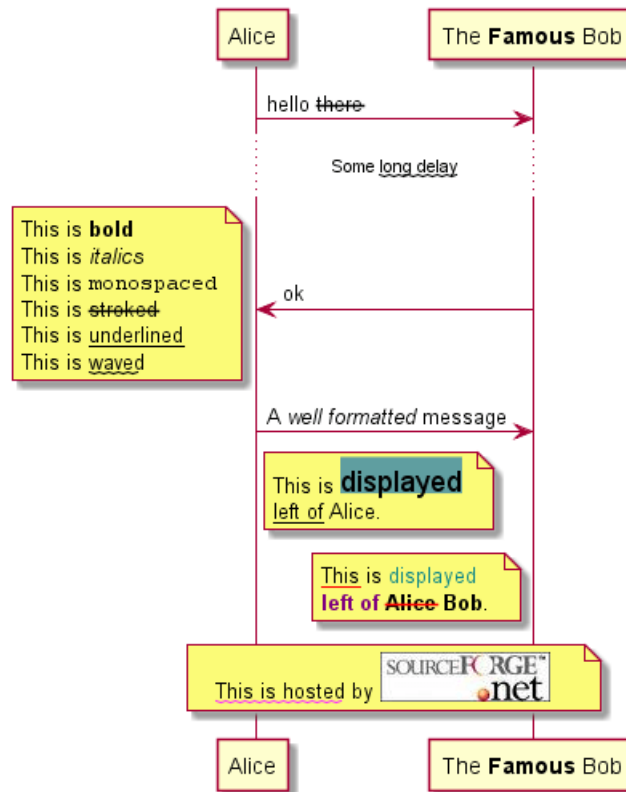 Alice
The Famous Bob
hello there
Some long delay
This is bold
This is italics
This is monospaced
This is stroked
This is underlined
This is waved
ok
A well formatted message
This is displayed
left of Alice.
This is displayed
left of Alice Bob.
This is hosted by SOURCEFORGE™
.net
Alice
The Famous Bob